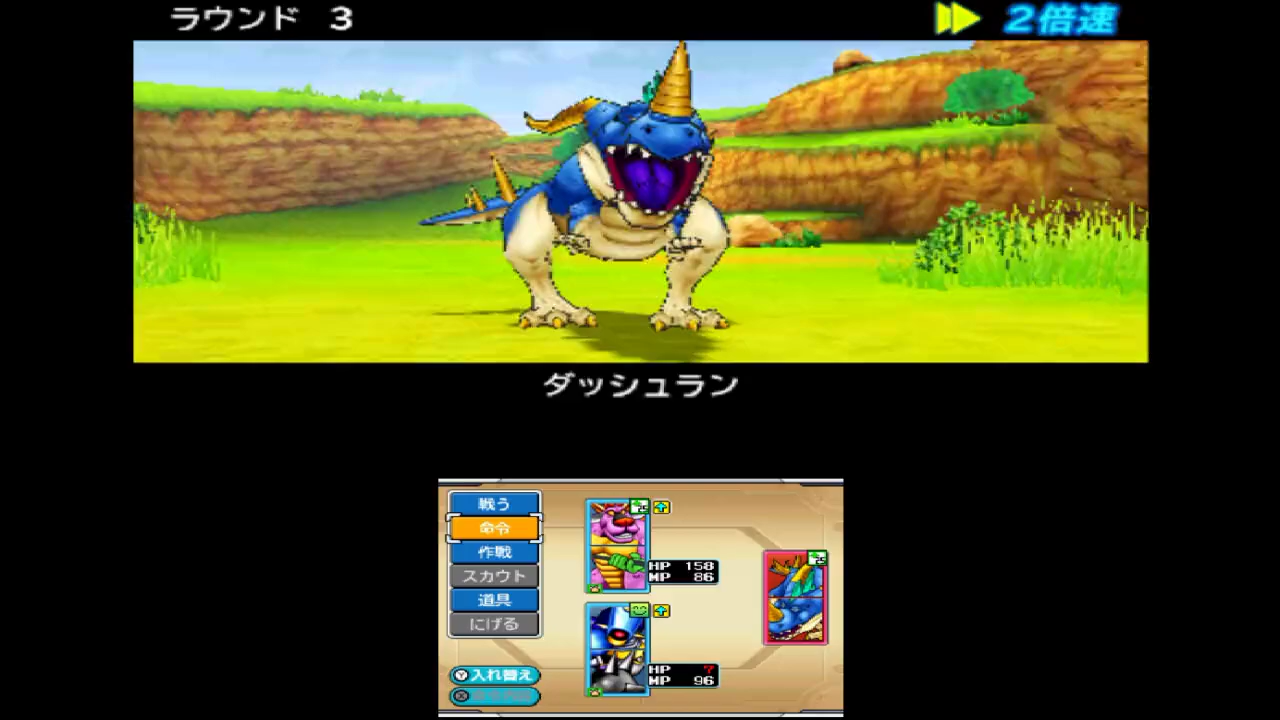 ラウンド 3
2倍速
ダッシュラン
戦う
命令
作戦
スカウト
道具
にげる
Y 入れ替え
X
HP 158
MP 86
HP 7
MP 96